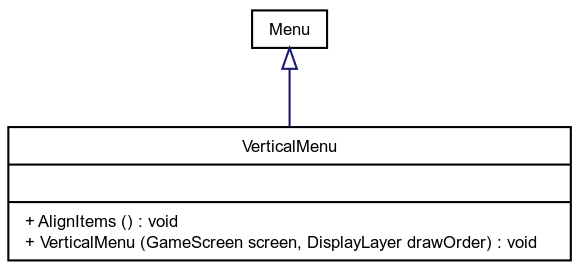 Menu
VerticalMenu
+ AlignItems () : void
+ VerticalMenu (GameScreen screen, DisplayLayer drawOrder) : void